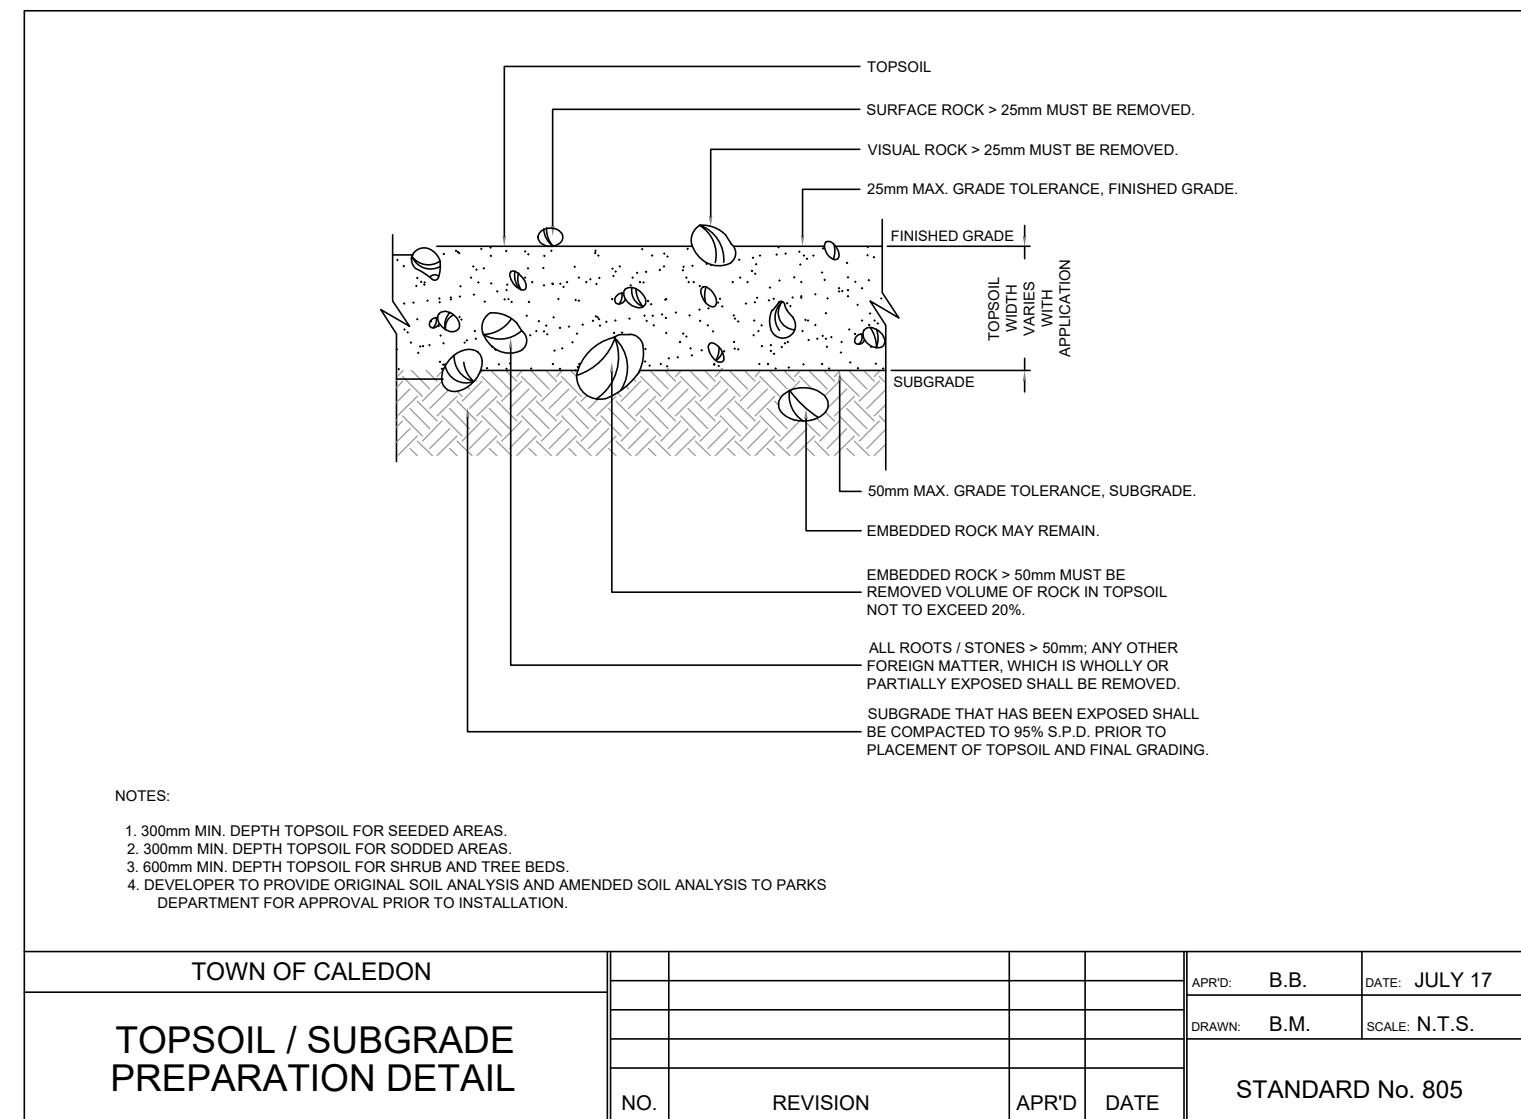 TOPSOIL
SURFACE ROCK > 25mm MUST BE REMOVED.
VISUAL ROCK > 25mm MUST BE REMOVED.
25mm MAX. GRADE TOLERANCE, FINISHED GRADE.
FINISHED GRADE
TOPSOIL
WIDTH
VARIES
WITH
APPLICATION
SUBGRADE
50mm MAX. GRADE TOLERANCE, SUBGRADE.
EMBEDDED ROCK MAY REMAIN.
EMBEDDED ROCK > 50mm MUST BE
REMOVED VOLUME OF ROCK IN TOPSOIL
NOT TO EXCEED 20%.
ALL ROOTS / STONES > 50mm; ANY OTHER
FOREIGN MATTER, WHICH IS WHOLLY OR
PARTIALLY EXPOSED SHALL BE REMOVED.
SUBGRADE THAT HAS BEEN EXPOSED SHALL
BE COMPACTED TO 95% S.P.D. PRIOR TO
PLACEMENT OF TOPSOIL AND FINAL GRADING.
NOTES:
1. 300mm MIN. DEPTH TOPSOIL FOR SEEDED AREAS.
2. 300mm MIN. DEPTH TOPSOIL FOR SODDED AREAS.
3. 600mm MIN. DEPTH TOPSOIL FOR SHRUB AND TREE BEDS.
4. DEVELOPER TO PROVIDE ORIGINAL SOIL ANALYSIS AND AMENDED SOIL ANALYSIS TO PARKS
DEPARTMENT FOR APPROVAL PRIOR TO INSTALLATION.
TOWN OF CALEDON
TOPSOIL / SUBGRADE
PREPARATION DETAIL
NO. REVISION APR'D DATE
APR'D: B.B. DATE: JULY 17
DRAWN: B.M. SCALE: N.T.S.
STANDARD No. 805